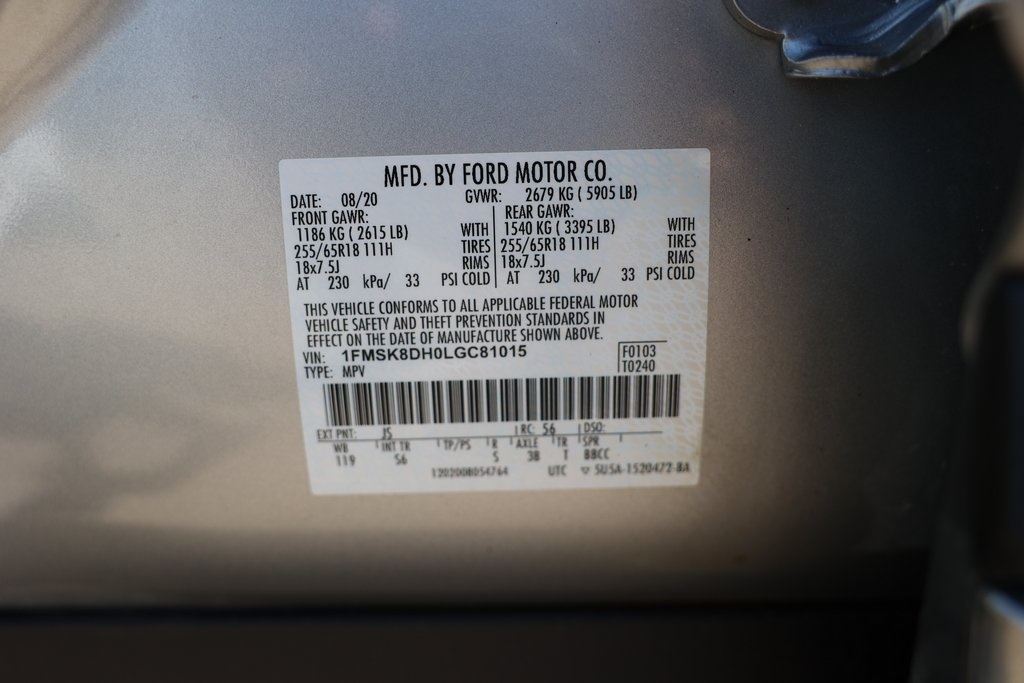 MFD. BY FORD MOTOR CO.
DATE: 08/20 GVWR: 2679 KG ( 5905 LB)
FRONT GAWR: REAR GAWR:
1186 KG ( 2615 LB) WITH 1540 KG ( 3395 LB) WITH
255/65R18 111H TIRES 255/65R18 111H TIRES
18x7.5J RIMS 18x7.5J RIMS
AT 230 kPa/ 33 PSI COLD AT 230 kPa/ 33 PSI COLD
THIS VEHICLE CONFORMS TO ALL APPLICABLE FEDERAL MOTOR
VEHICLE SAFETY AND THEFT PREVENTION STANDARDS IN
EFFECT ON THE DATE OF MANUFACTURE SHOWN ABOVE.
VIN: 1FMSK8DH0LGC81015 F0103
TYPE: MPV T0240
EXT PNT: JS RC: 56 DSO:
WB INT TR TP/PS R AXLE TR SPR
119 S6 S 3B T BBCC
1202008054764 UTC ▽ 5U5A-1520472-BA